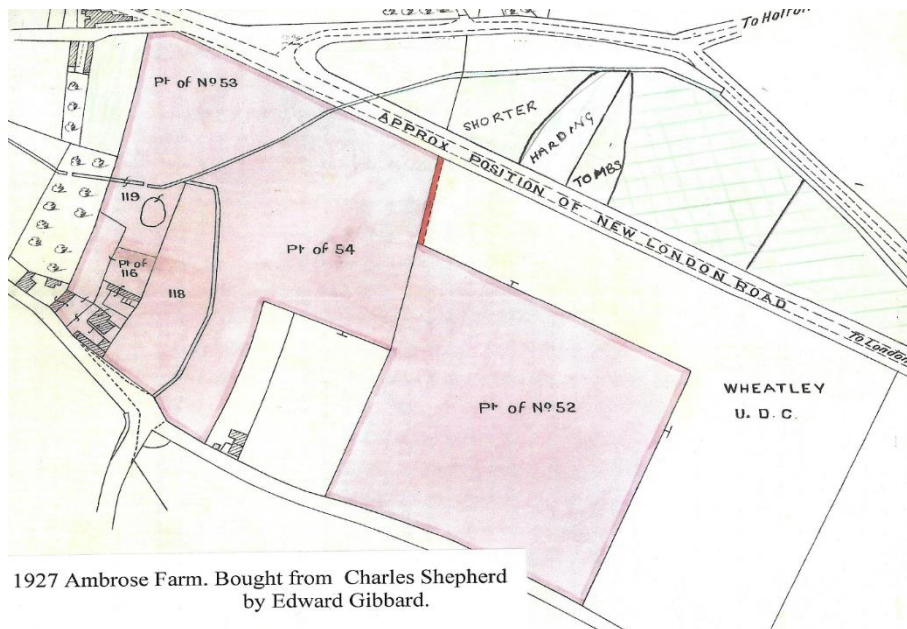 To Holton
Pt of No 53
SHORTER
HARDING
TOMBS
APPROX POSITION OF NEW LONDON ROAD
119
Pt of
116
118
Pt of 54
To London
Pt of No 52
WHEATLEY
U. D. C.
1927 Ambrose Farm. Bought from Charles Shepherd
by Edward Gibbard.